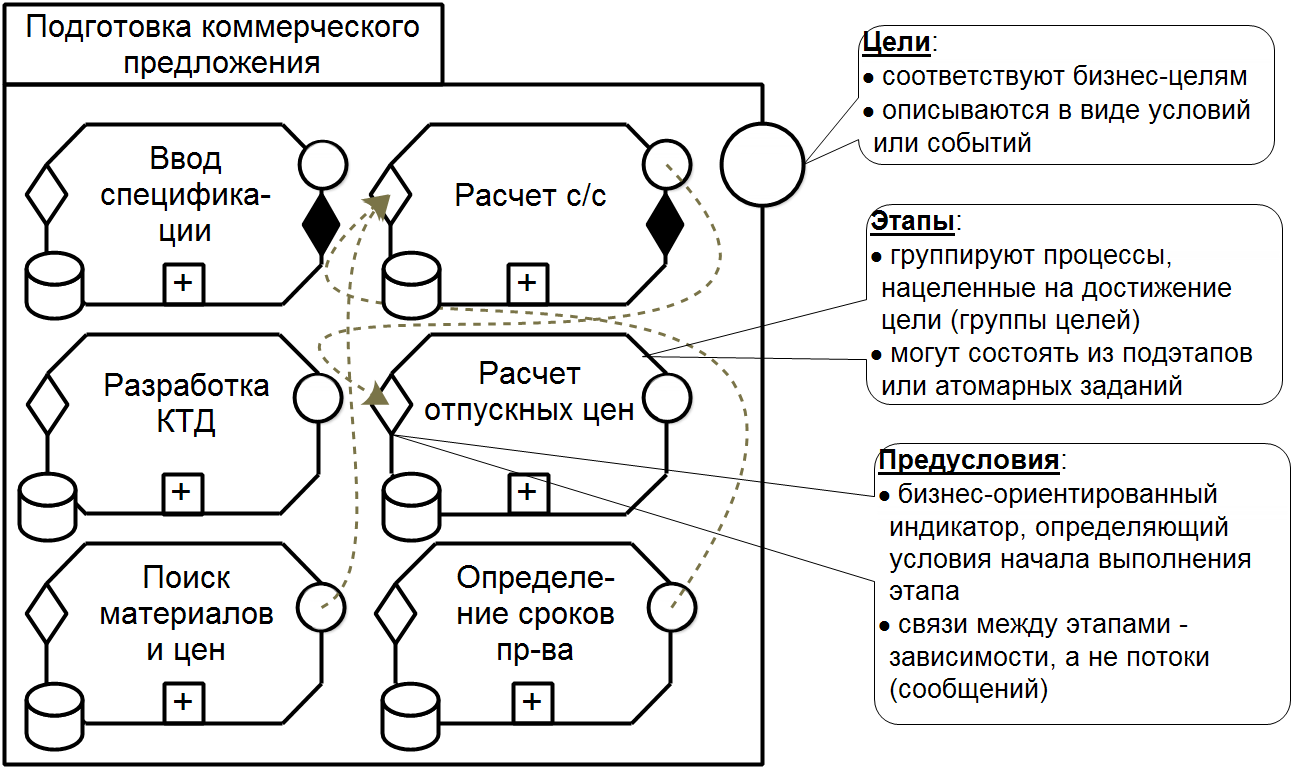 Подготовка коммерческого
предложения
Ввод
специфика-
ции
+
Расчет с/с
+
Разработка
КТД
+
Расчет
отпускных цен
+
Поиск
материалов
и цен
+
Определе-
ние сроков
пр-ва
+
Цели:
• соответствуют бизнес-целям
• описываются в виде условий
или событий
Этапы:
• группируют процессы,
нацеленные на достижение
цели (группы целей)
• могут состоять из подэтапов
или атомарных заданий
Предусловия:
• бизнес-ориентированный
индикатор, определяющий
условия начала выполнения
этапа
• связи между этапами -
зависимости, а не потоки
(сообщений)